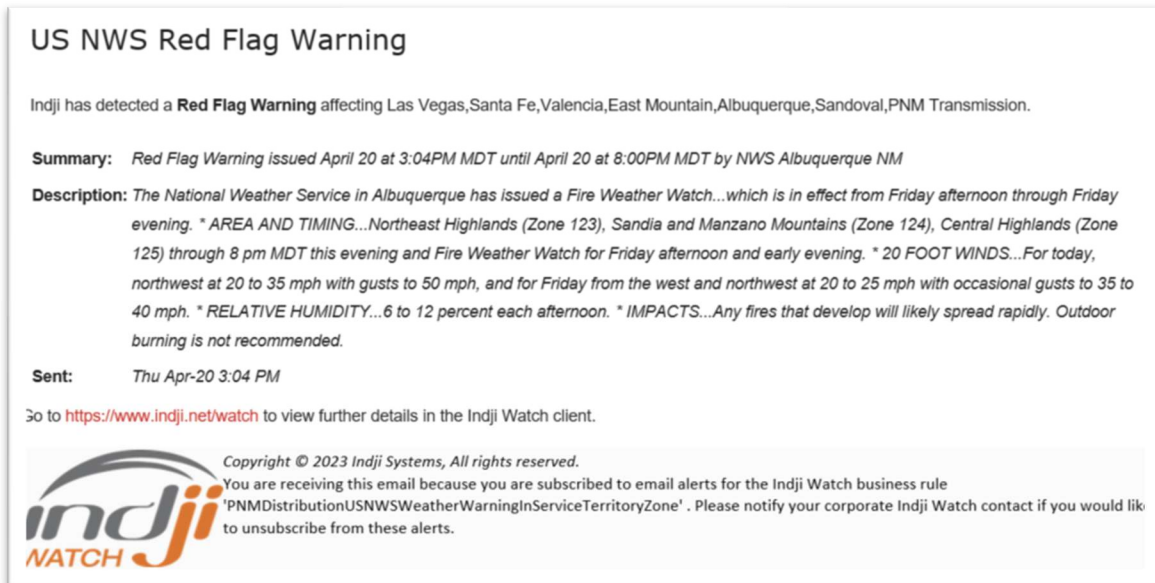 US NWS Red Flag Warning
Indji has detected a Red Flag Warning affecting Las Vegas,Santa Fe,Valencia,East Mountain,Albuquerque,Sandoval,PNM Transmission.
Summary: Red Flag Warning issued April 20 at 3:04PM MDT until April 20 at 8:00PM MDT by NWS Albuquerque NM
Description: The National Weather Service in Albuquerque has issued a Fire Weather Watch...which is in effect from Friday afternoon through Friday
evening. * AREA AND TIMING...Northeast Highlands (Zone 123), Sandia and Manzano Mountains (Zone 124), Central Highlands (Zone
125) through 8 pm MDT this evening and Fire Weather Watch for Friday afternoon and early evening. * 20 FOOT WINDS...For today,
northwest at 20 to 35 mph with gusts to 50 mph, and for Friday from the west and northwest at 20 to 25 mph with occasional gusts to 35 to
40 mph. * RELATIVE HUMIDITY...6 to 12 percent each afternoon. * IMPACTS...Any fires that develop will likely spread rapidly. Outdoor
burning is not recommended.
Sent: Thu Apr-20 3:04 PM
Go to https://www.indji.net/watch to view further details in the Indji Watch client.
Copyright © 2023 Indji Systems, All rights reserved.
You are receiving this email because you are subscribed to email alerts for the Indji Watch business rule
'PNMDistributionUSNWSWeatherWarningInServiceTerritoryZone' . Please notify your corporate Indji Watch contact if you would lik
to unsubscribe from these alerts.
indji
WATCH